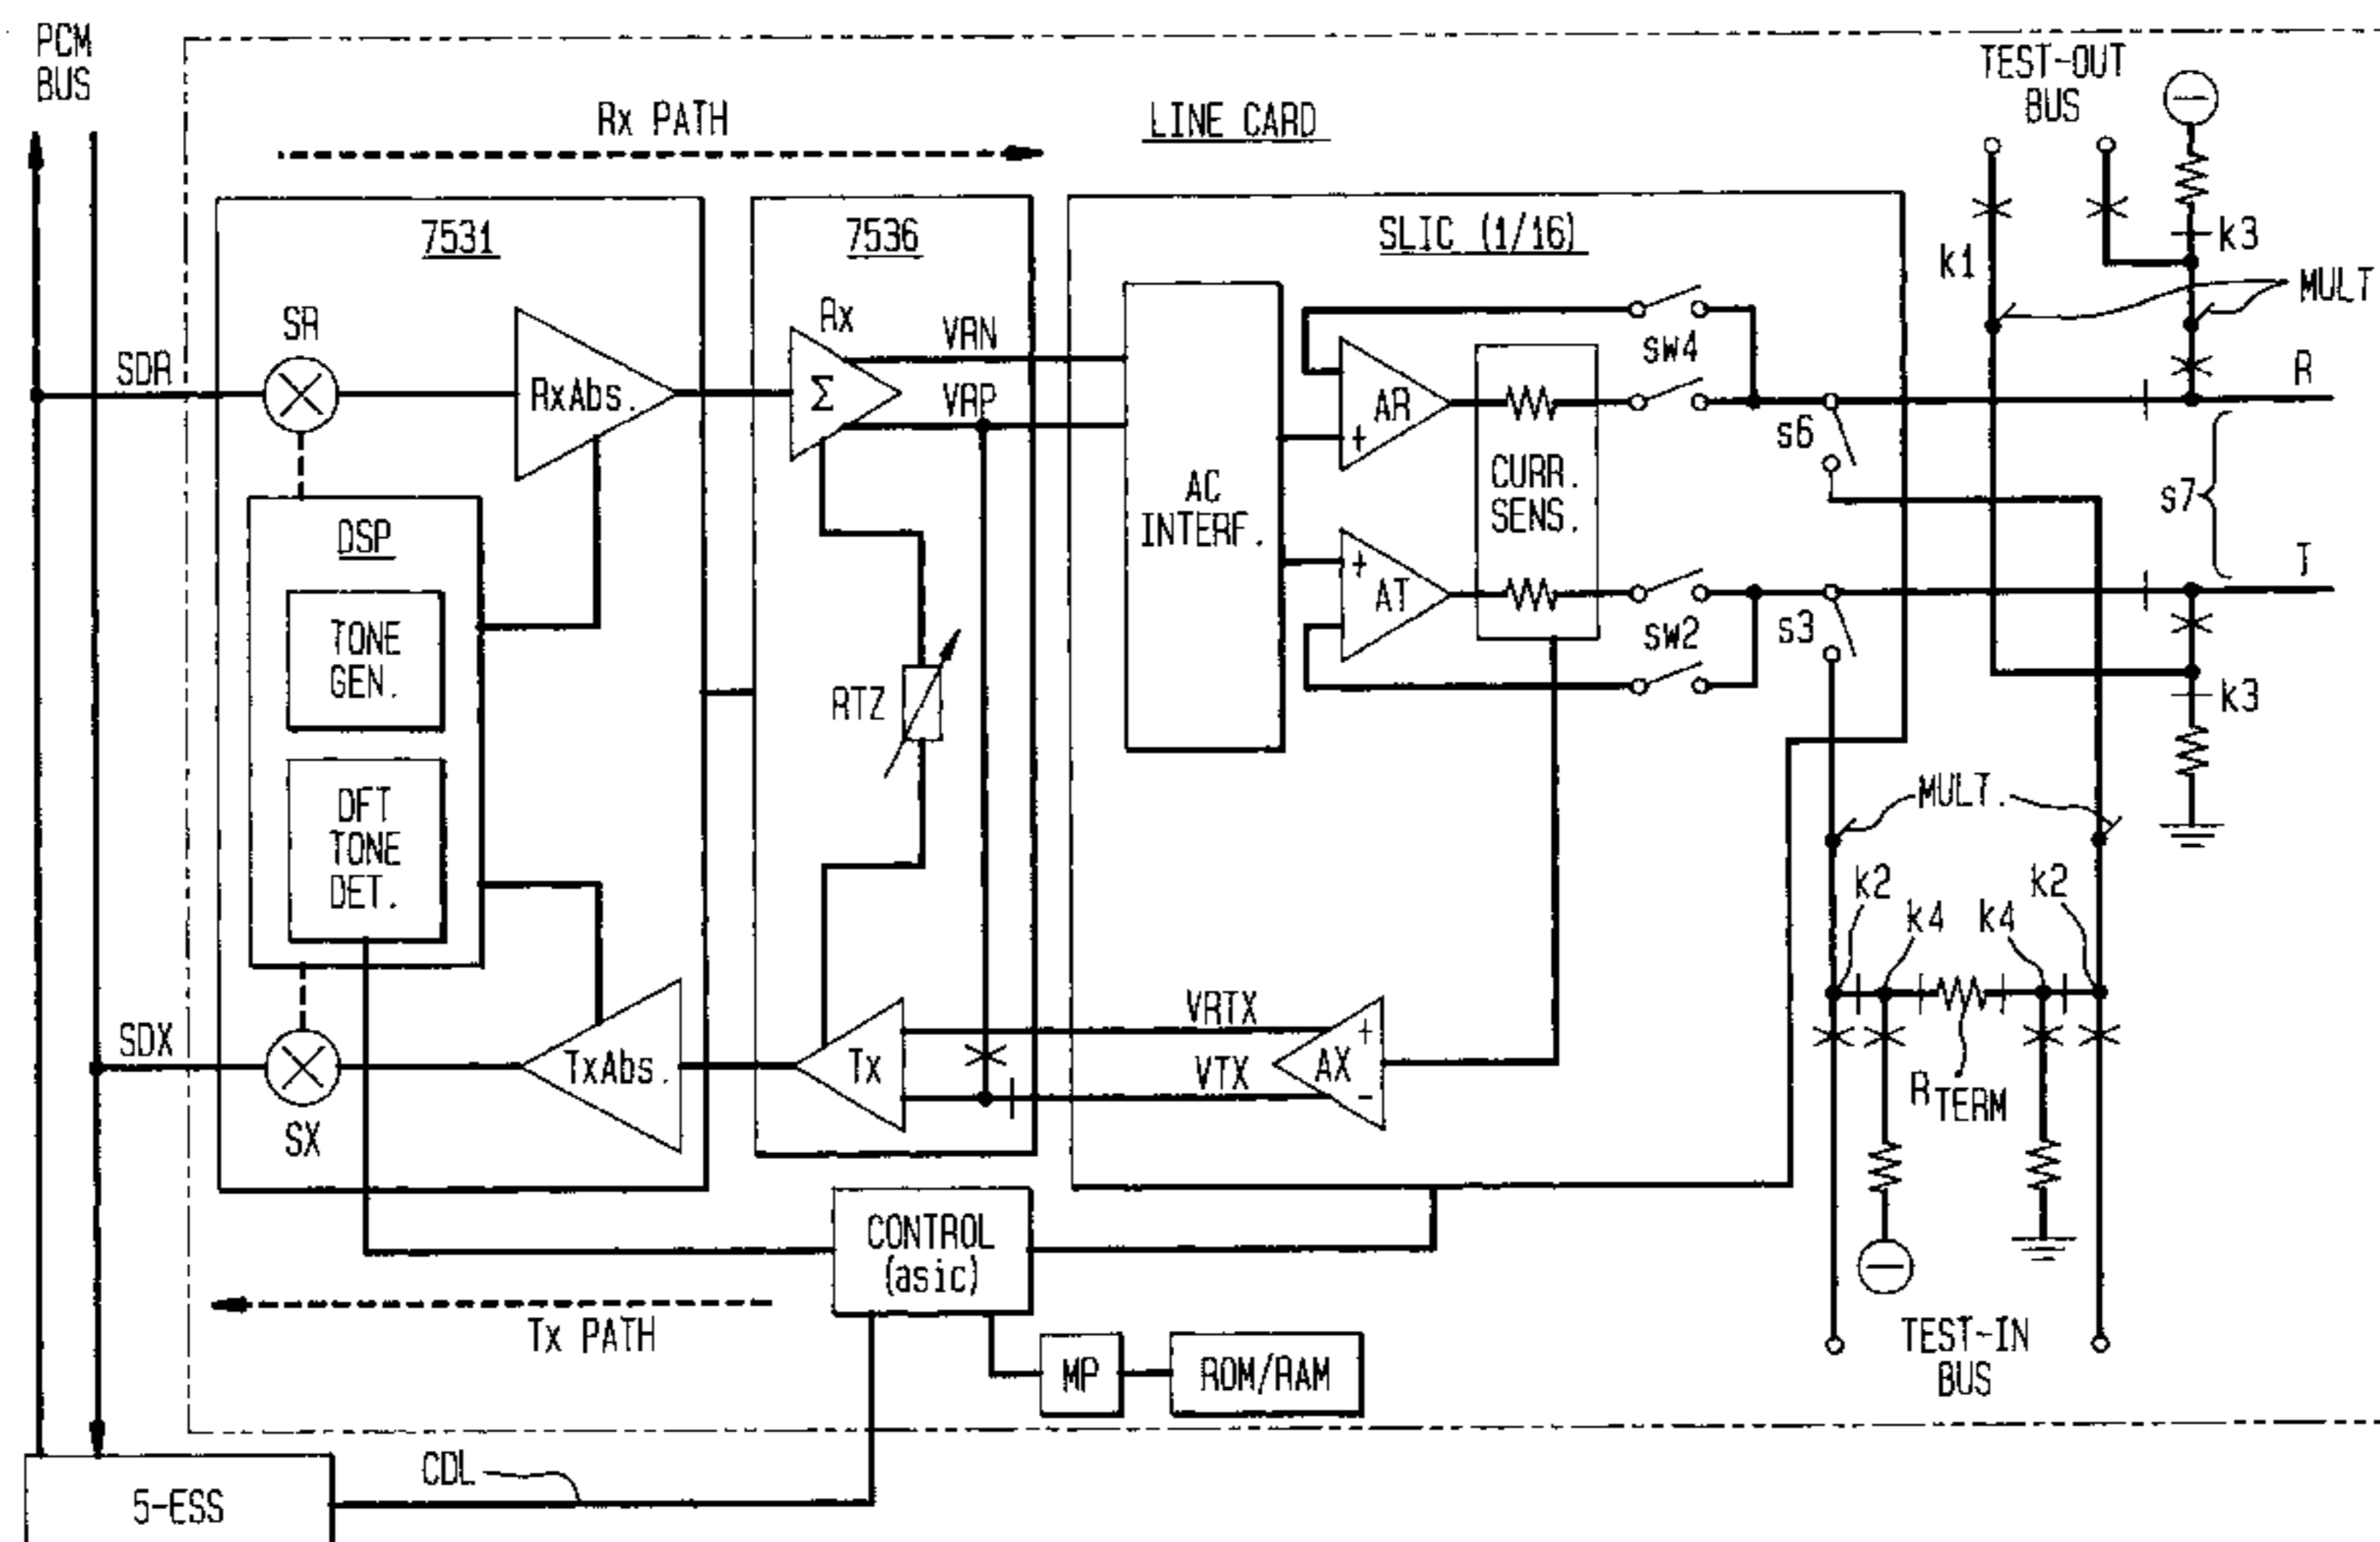 PCM
BUS
Rx PATH
LINE CARD
TEST-OUT
BUS
7531
7536
SLIC (1/16)
k1
k3
MULT
SR
SDR
RxAbs.
Rx
Σ
VRN
VRP
AC
INTERF.
AR
+
CURR.
SENS.
sw4
s6
R
s7
DSP
TONE
GEN.
RTZ
+
AT
sw2
s3
T
k3
DFT
TONE
DET.
MULT.
k2
k4
k4
k2
SDX
SX
TxAbs.
Tx
VRTX
VTX
AX
+
-
RTERM
CONTROL
(asic)
Tx PATH
MP
ROM/RAM
TEST-IN
BUS
CDL
5-ESS